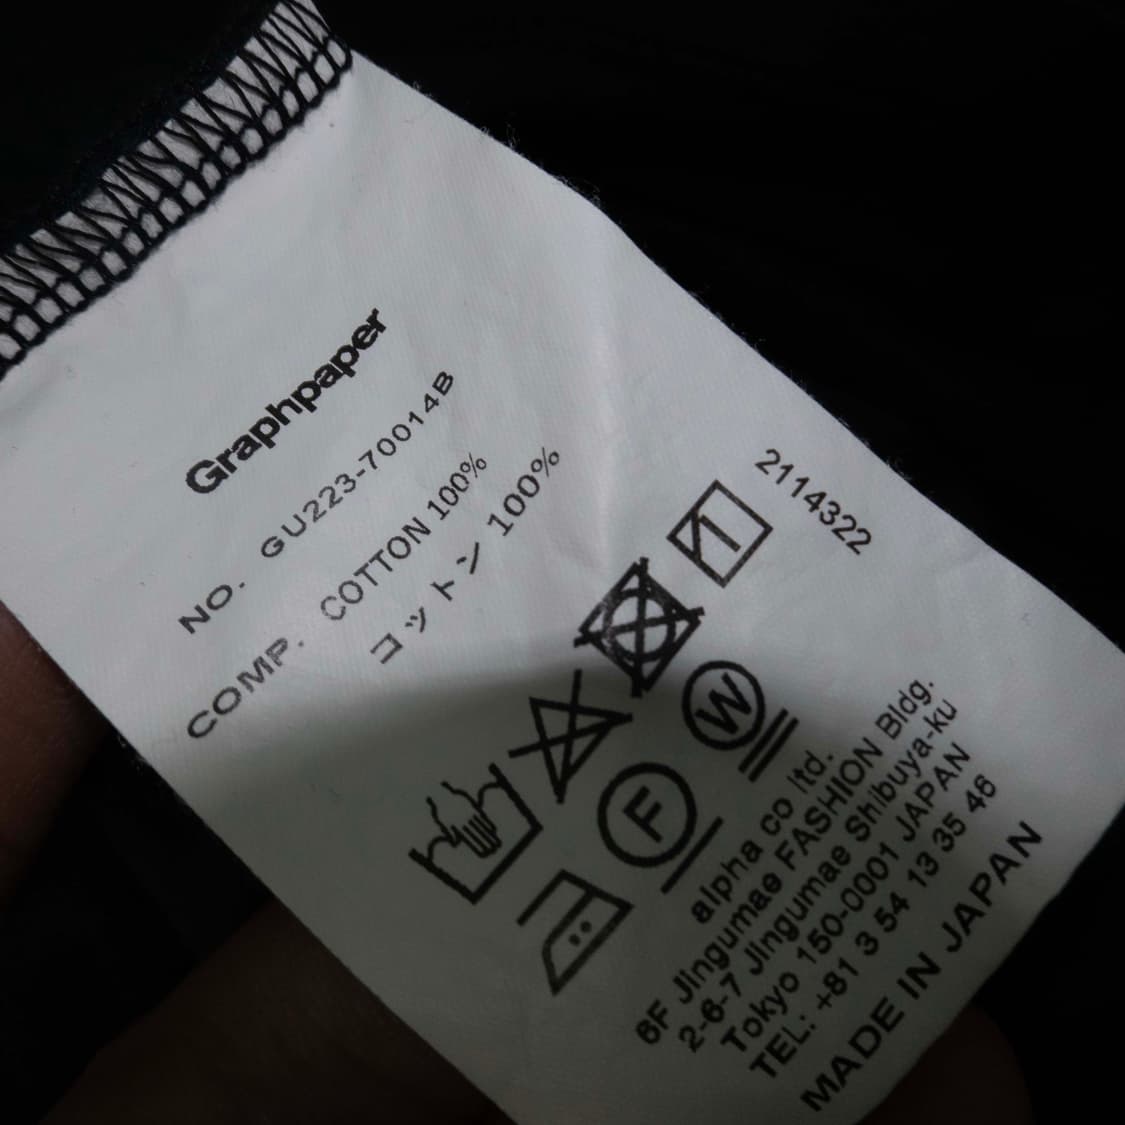 Graphpaper
NO. GU223-70014B
COMP. COTTON 100%
コットン 100%
2114322
W
F
alpha co ltd.
6F Jingumae FASHION Bldg.
2-6-7 Jingumae Shibuya-ku
Tokyo 150-0001 JAPAN
TEL: +81 3 54 13 35 46
MADE IN JAPAN